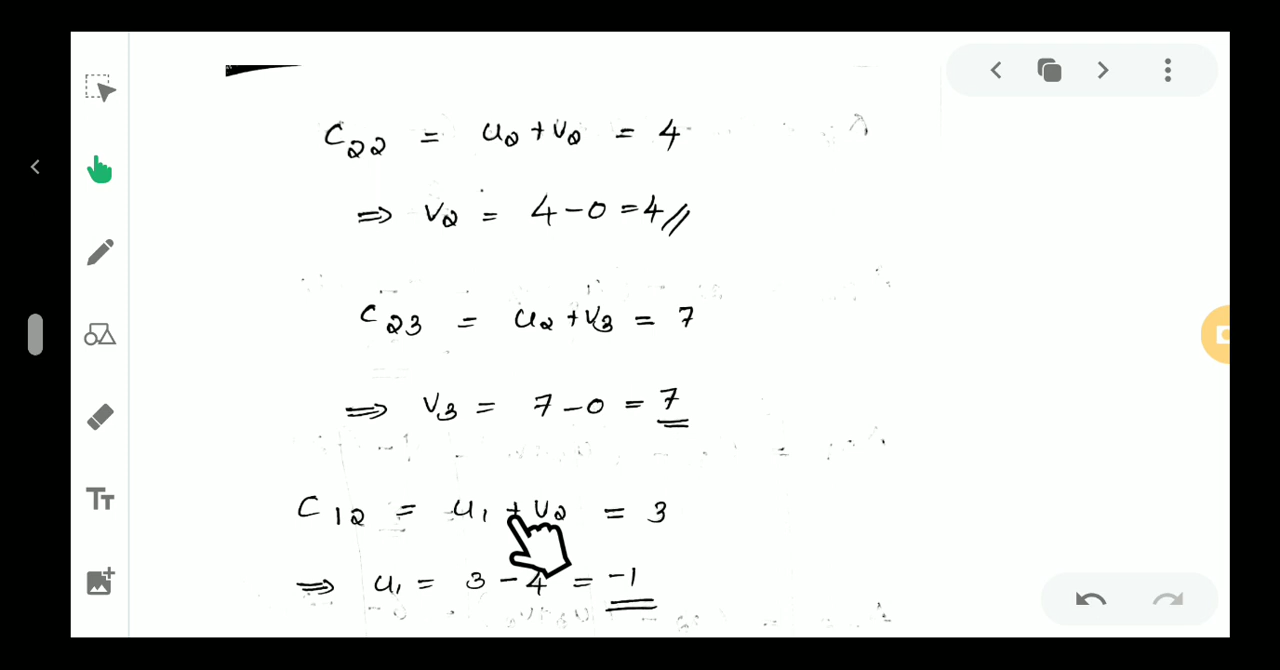 C22 = u2 + v2 = 4
⇒ v2 = 4 - 0 = 4//
C23 = u2 + v3 = 7
⇒ v3 = 7 - 0 = 7
C12 = u1 + v2 = 3
⇒ u1 = 3 - 4 = -1
TT